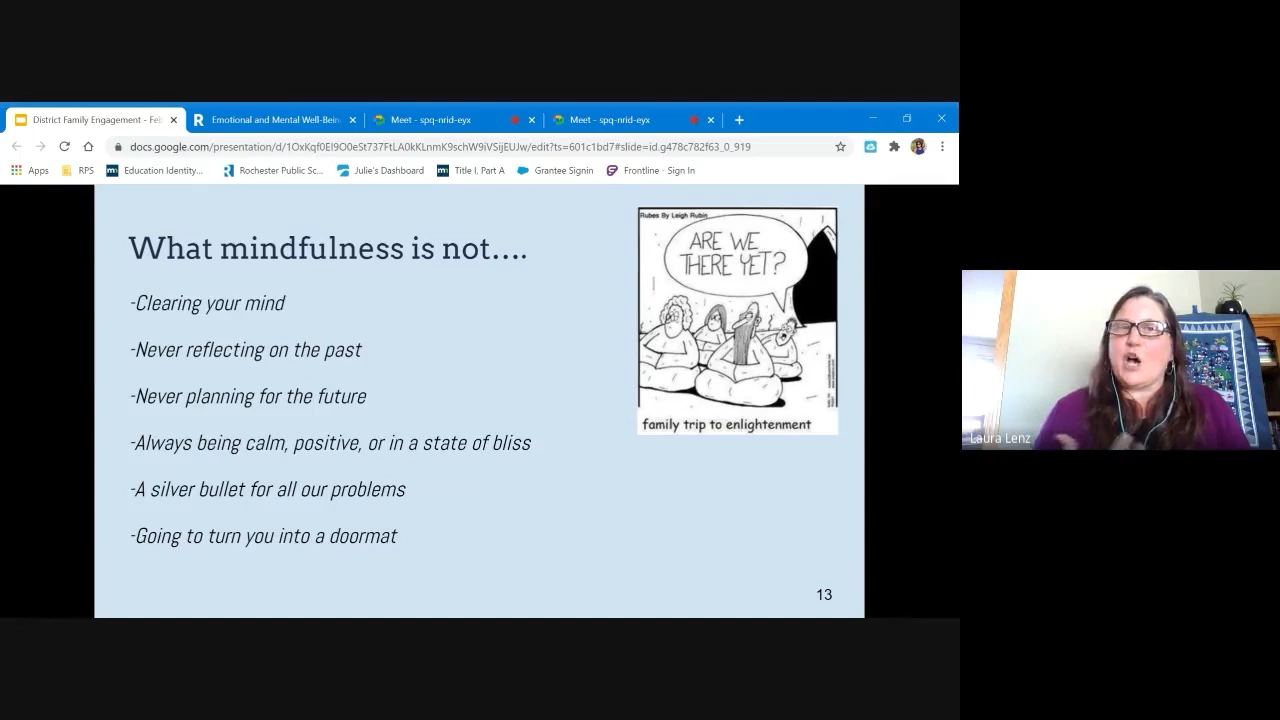 District Family Engagement - Feb
Emotional and Mental Well-Bein
Meet - spq-nrid-eyx
Meet - spq-nrid-eyx
docs.google.com/presentation/d/1OxKqf0EI9O0eSt737FtLA0kKLnmK9schW9iVSijEUJw/edit?ts=601c1bd7#slide=id.g478c782f63_0_919
Apps
RPS
Education Identity...
Rochester Public Sc...
Julie's Dashboard
Title I, Part A
Grantee Signin
Frontline - Sign In
What mindfulness is not....
-Clearing your mind
-Never reflecting on the past
-Never planning for the future
-Always being calm, positive, or in a state of bliss
-A silver bullet for all our problems
-Going to turn you into a doormat
Rubes By Leigh Rubin
ARE WE
THERE YET?
family trip to enlightenment
13
Laura Lenz